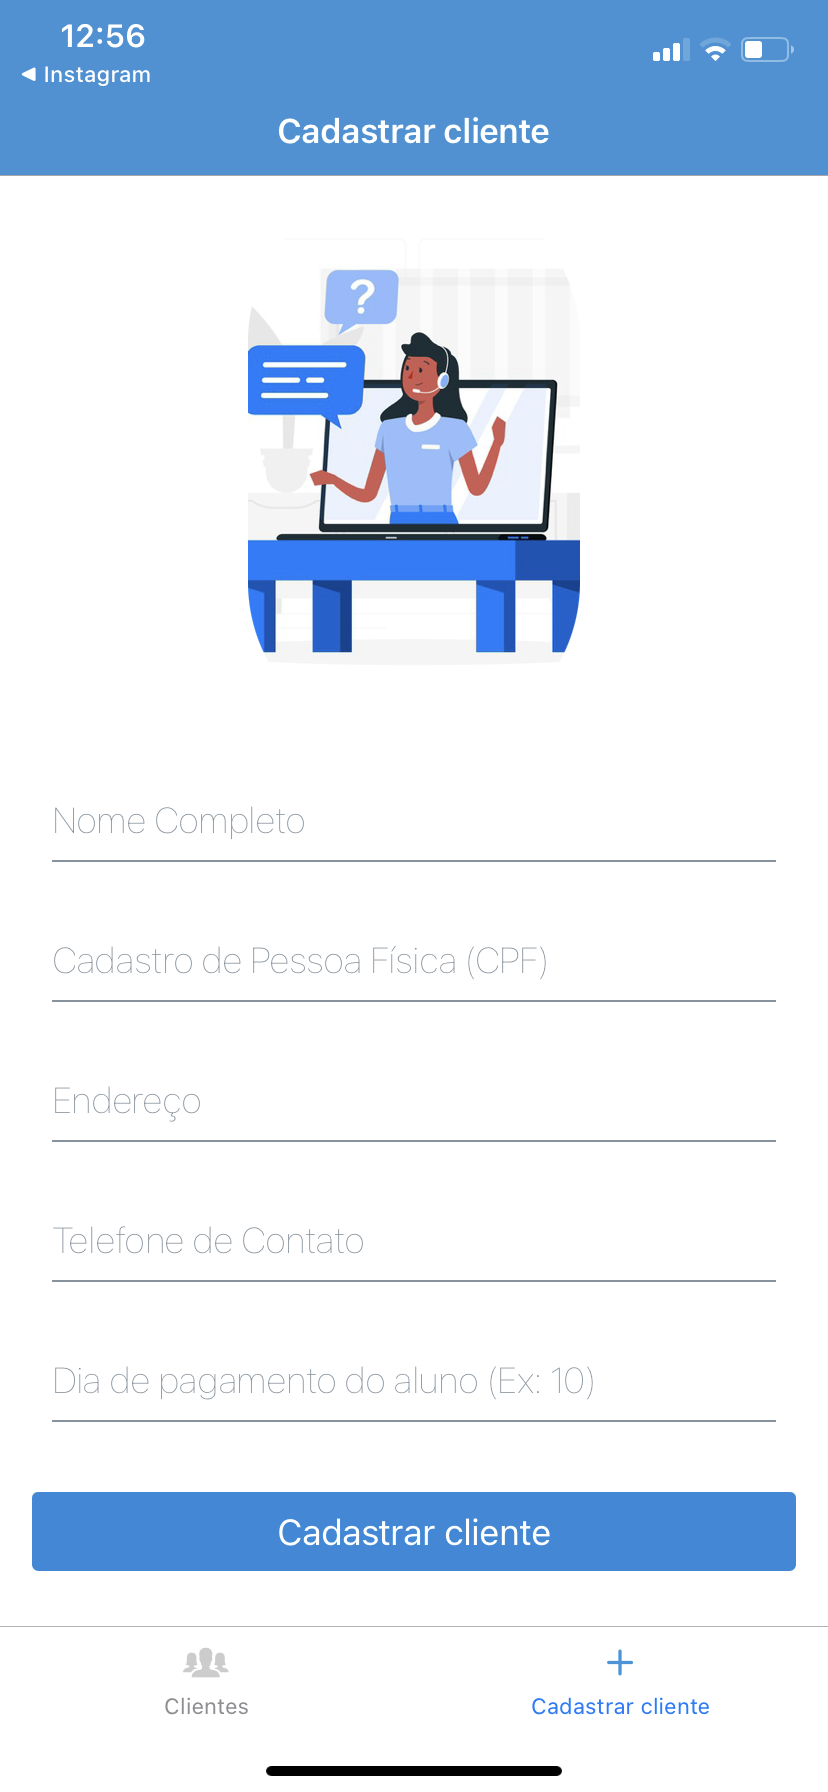 12:56
◀ Instagram
Cadastrar cliente
?
Nome Completo
Cadastro de Pessoa Física (CPF)
Endereço
Telefone de Contato
Dia de pagamento do aluno (Ex: 10)
Cadastrar cliente
Clientes
Cadastrar cliente